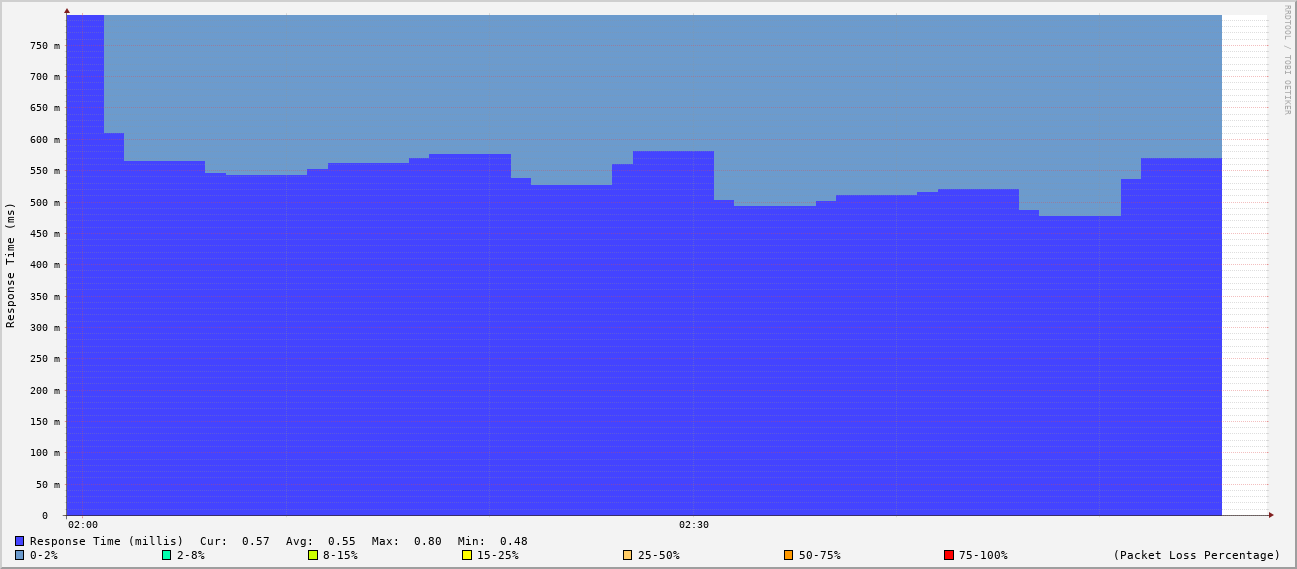 RRDTOOL / TOBI OETIKER
Response Time (ms)
750 m
700 m
650 m
600 m
550 m
500 m
450 m
400 m
350 m
300 m
250 m
200 m
150 m
100 m
50 m
0
02:00 02:30
Response Time (millis) Cur: 0.57 Avg: 0.55 Max: 0.80 Min: 0.48
0-2% 2-8% 8-15% 15-25% 25-50% 50-75% 75-100% (Packet Loss Percentage)